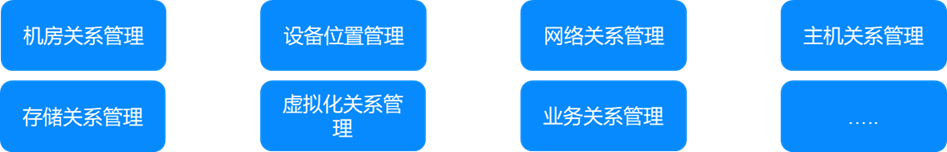 机房关系管理
设备位置管理
网络关系管理
主机关系管理
存储关系管理
虚拟化关系管
理
业务关系管理
…..